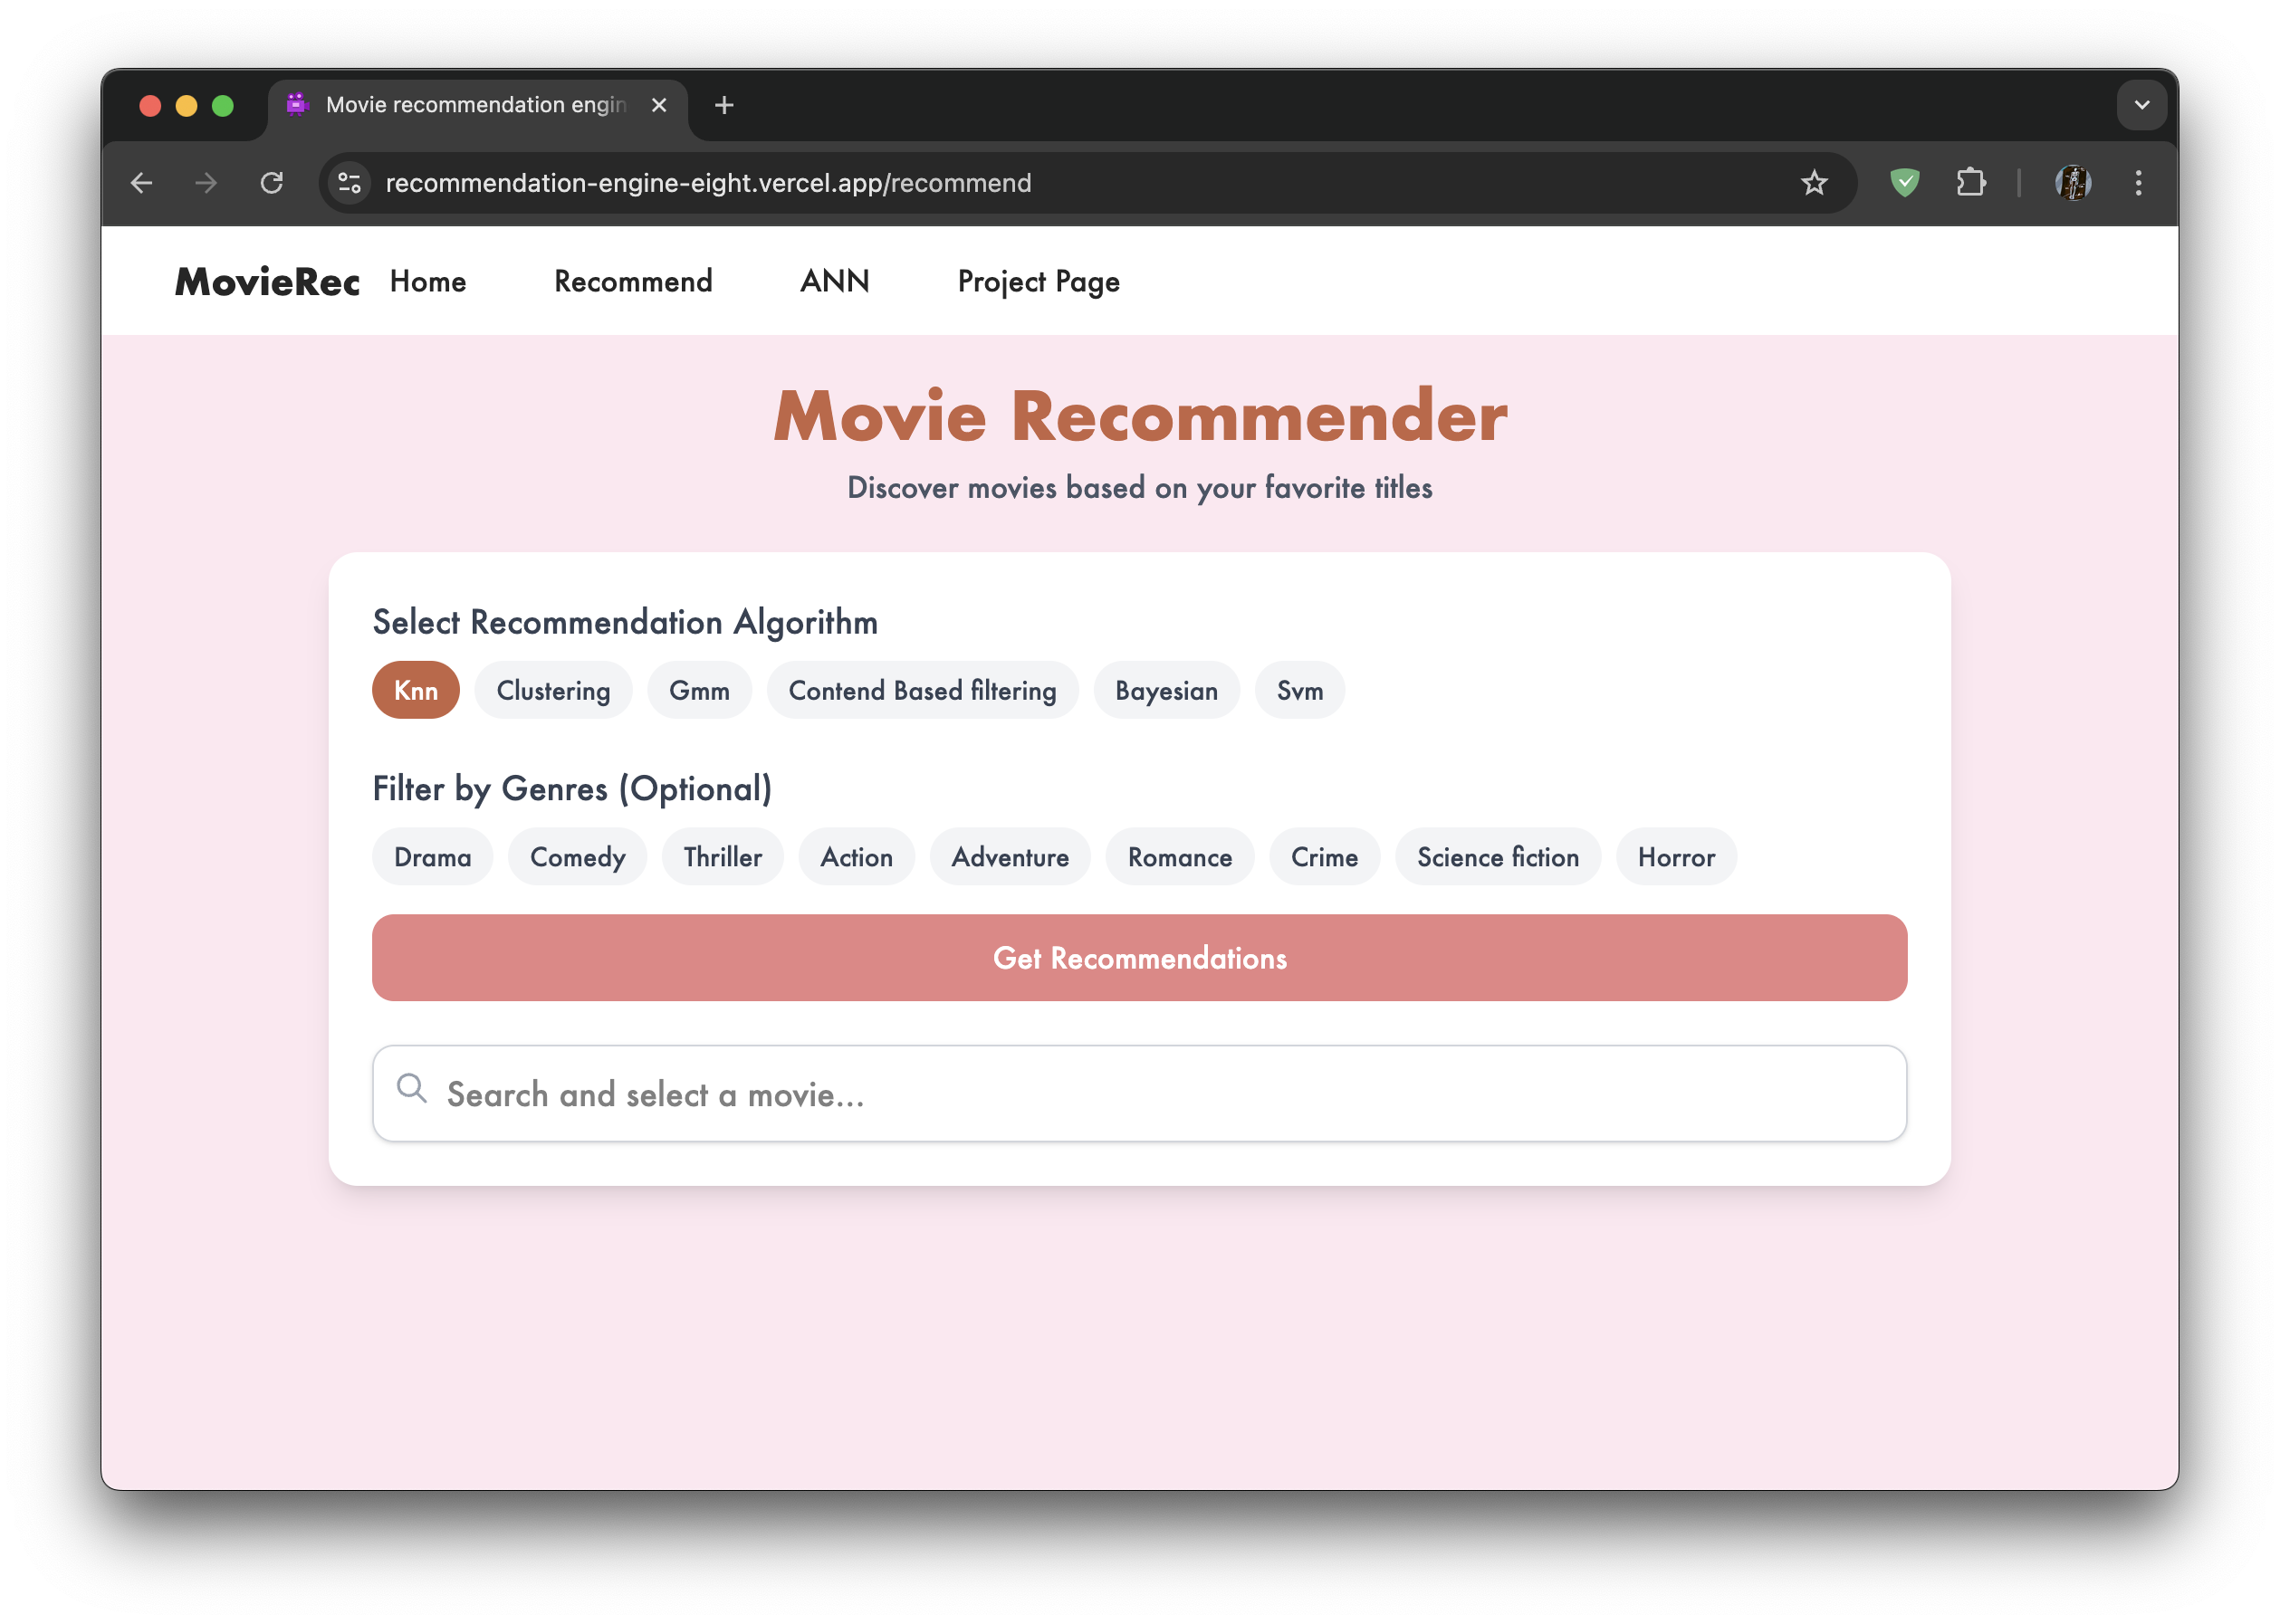 Movie recommendation engin
recommendation-engine-eight.vercel.app/recommend
MovieRec Home Recommend ANN Project Page
Movie Recommender
Discover movies based on your favorite titles
Select Recommendation Algorithm
Knn Clustering Gmm Contend Based filtering Bayesian Svm
Filter by Genres (Optional)
Drama Comedy Thriller Action Adventure Romance Crime Science fiction Horror
Get Recommendations
Search and select a movie...